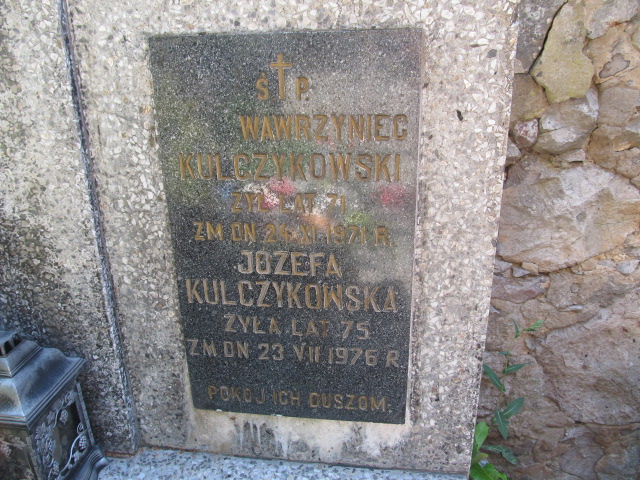 Ś † P.
WAWRZYNIEC
KULCZYKOWSKI
ŻYŁ LAT 71
ZM DN XI 1971 R.
JÓZEFA
KULCZYKOWSKA
ŻYŁA LAT 75
ZM DN 23 VII 1976 R
POKÓJ ICH DUSZOM.